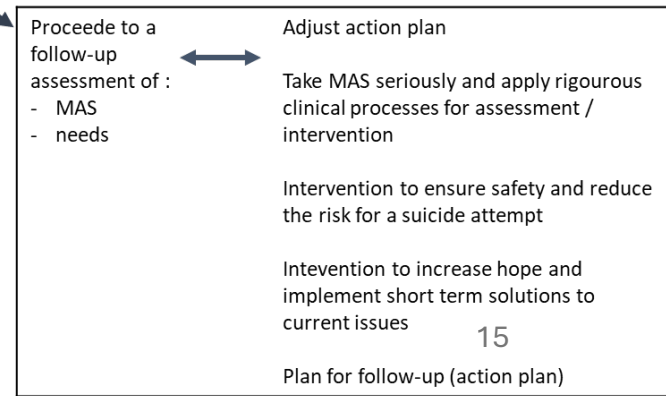 Proceede to a
follow-up
assessment of :
- MAS
- needs
Adjust action plan
Take MAS seriously and apply rigourous
clinical processes for assessment /
intervention
Intervention to ensure safety and reduce
the risk for a suicide attempt
Intevention to increase hope and
implement short term solutions to
current issues
15
Plan for follow-up (action plan)